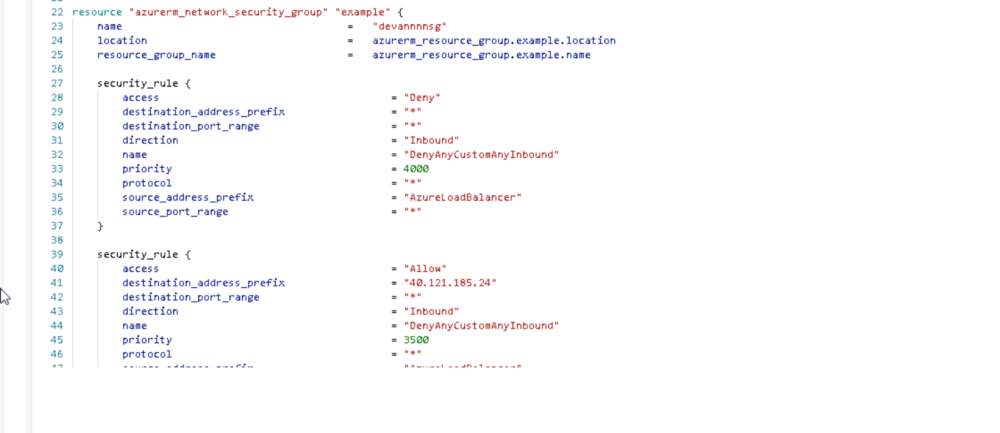 22 resource "azurerm_network_security_group" "example" {
23 name = "devannnnsg"
24 location = azurerm_resource_group.example.location
25 resource_group_name = azurerm_resource_group.example.name
26
27 security_rule {
28 access = "Deny"
29 destination_address_prefix = "*"
30 destination_port_range = "*"
31 direction = "Inbound"
32 name = "DenyAnyCustomAnyInbound"
33 priority = 4000
34 protocol = "*"
35 source_address_prefix = "AzureLoadBalancer"
36 source_port_range = "*"
37 }
38
39 security_rule {
40 access = "Allow"
41 destination_address_prefix = "40.121.185.24"
42 destination_port_range = "*"
43 direction = "Inbound"
44 name = "DenyAnyCustomAnyInbound"
45 priority = 3500
46 protocol = "*"